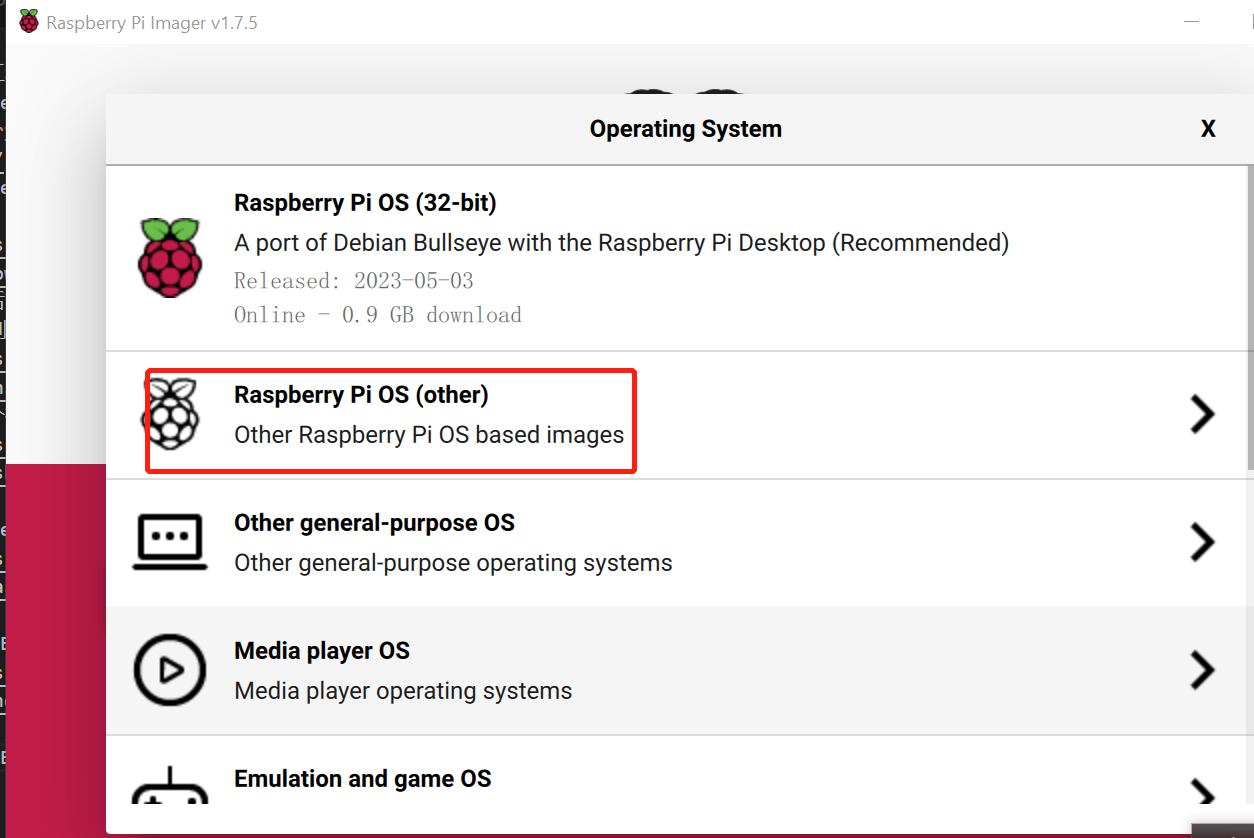 Raspberry Pi Imager v1.7.5
Operating System
X
Raspberry Pi OS (32-bit)
A port of Debian Bullseye with the Raspberry Pi Desktop (Recommended)
Released: 2023-05-03
Online - 0.9 GB download
Raspberry Pi OS (other)
Other Raspberry Pi OS based images
Other general-purpose OS
Other general-purpose operating systems
Media player OS
Media player operating systems
Emulation and game OS